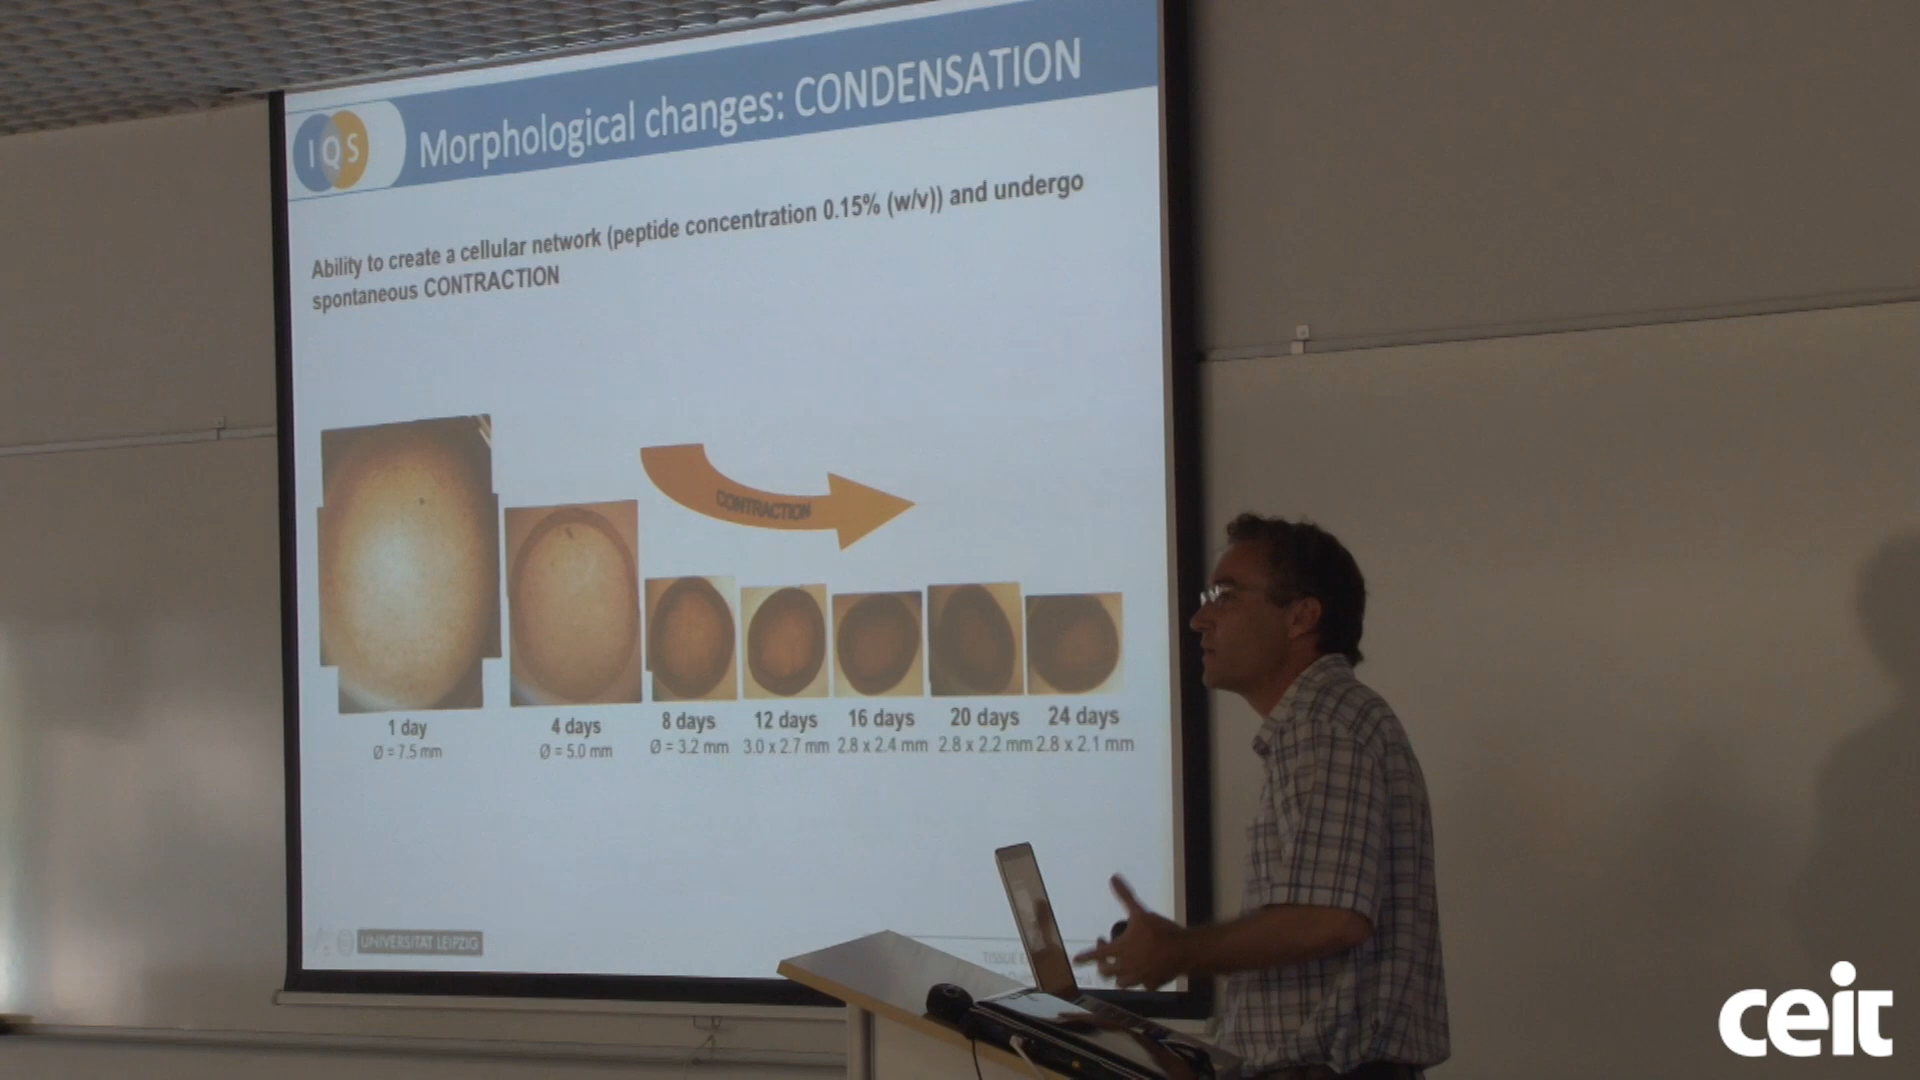 IQS
Morphological changes: CONDENSATION
Ability to create a cellular network (peptide concentration 0.15% (w/v)) and undergo
spontaneous CONTRACTION
CONTRACTION
1 day
4 days
8 days
12 days
16 days
20 days
24 days
Ø = 7.5 mm
Ø = 5.0 mm
Ø = 3.2 mm
3.0 x 2.7 mm
2.8 x 2.4 mm
2.8 x 2.2 mm
2.8 x 2.1 mm
UNIVERSITÄT LEIPZIG
TISSUE
ceit